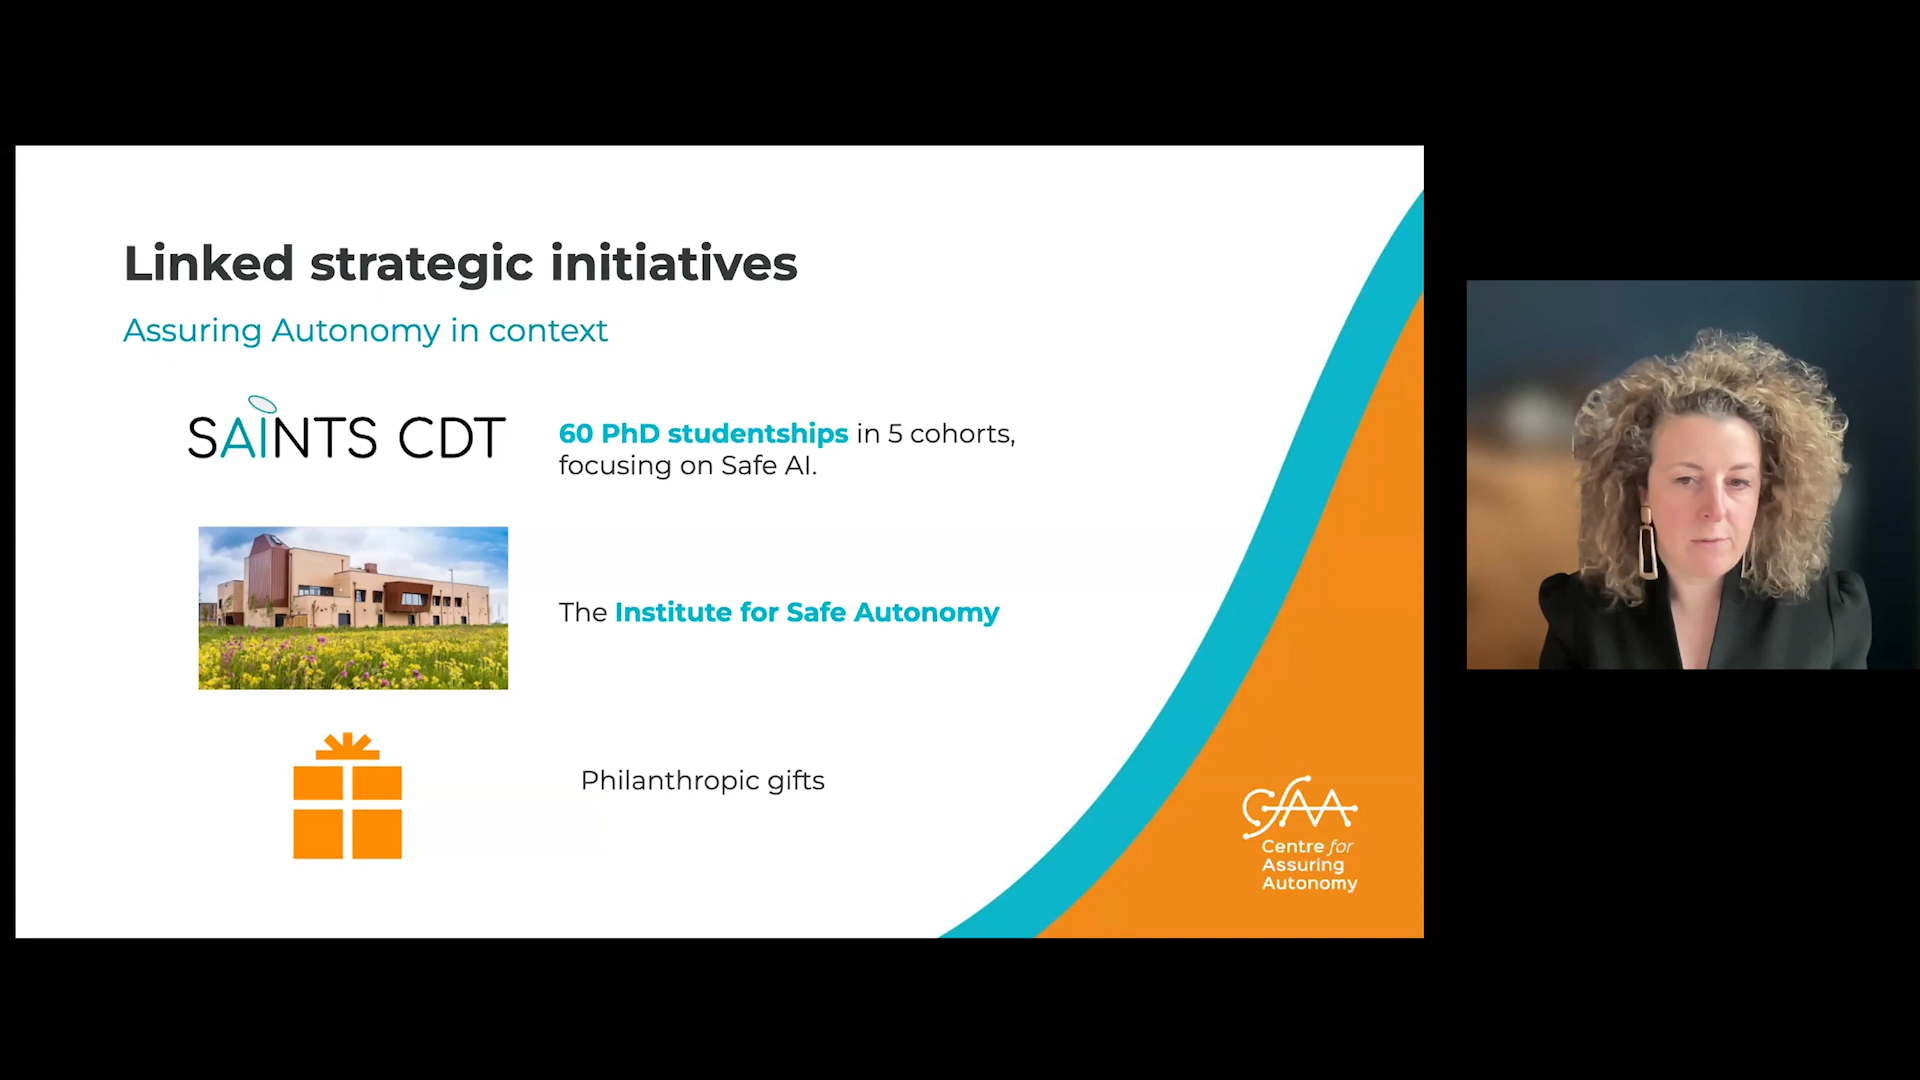 Linked strategic initiatives
Assuring Autonomy in context
SAINTS CDT
60 PhD studentships in 5 cohorts,
focusing on Safe AI.
The Institute for Safe Autonomy
Philanthropic gifts
CfAA
Centre for
Assuring
Autonomy